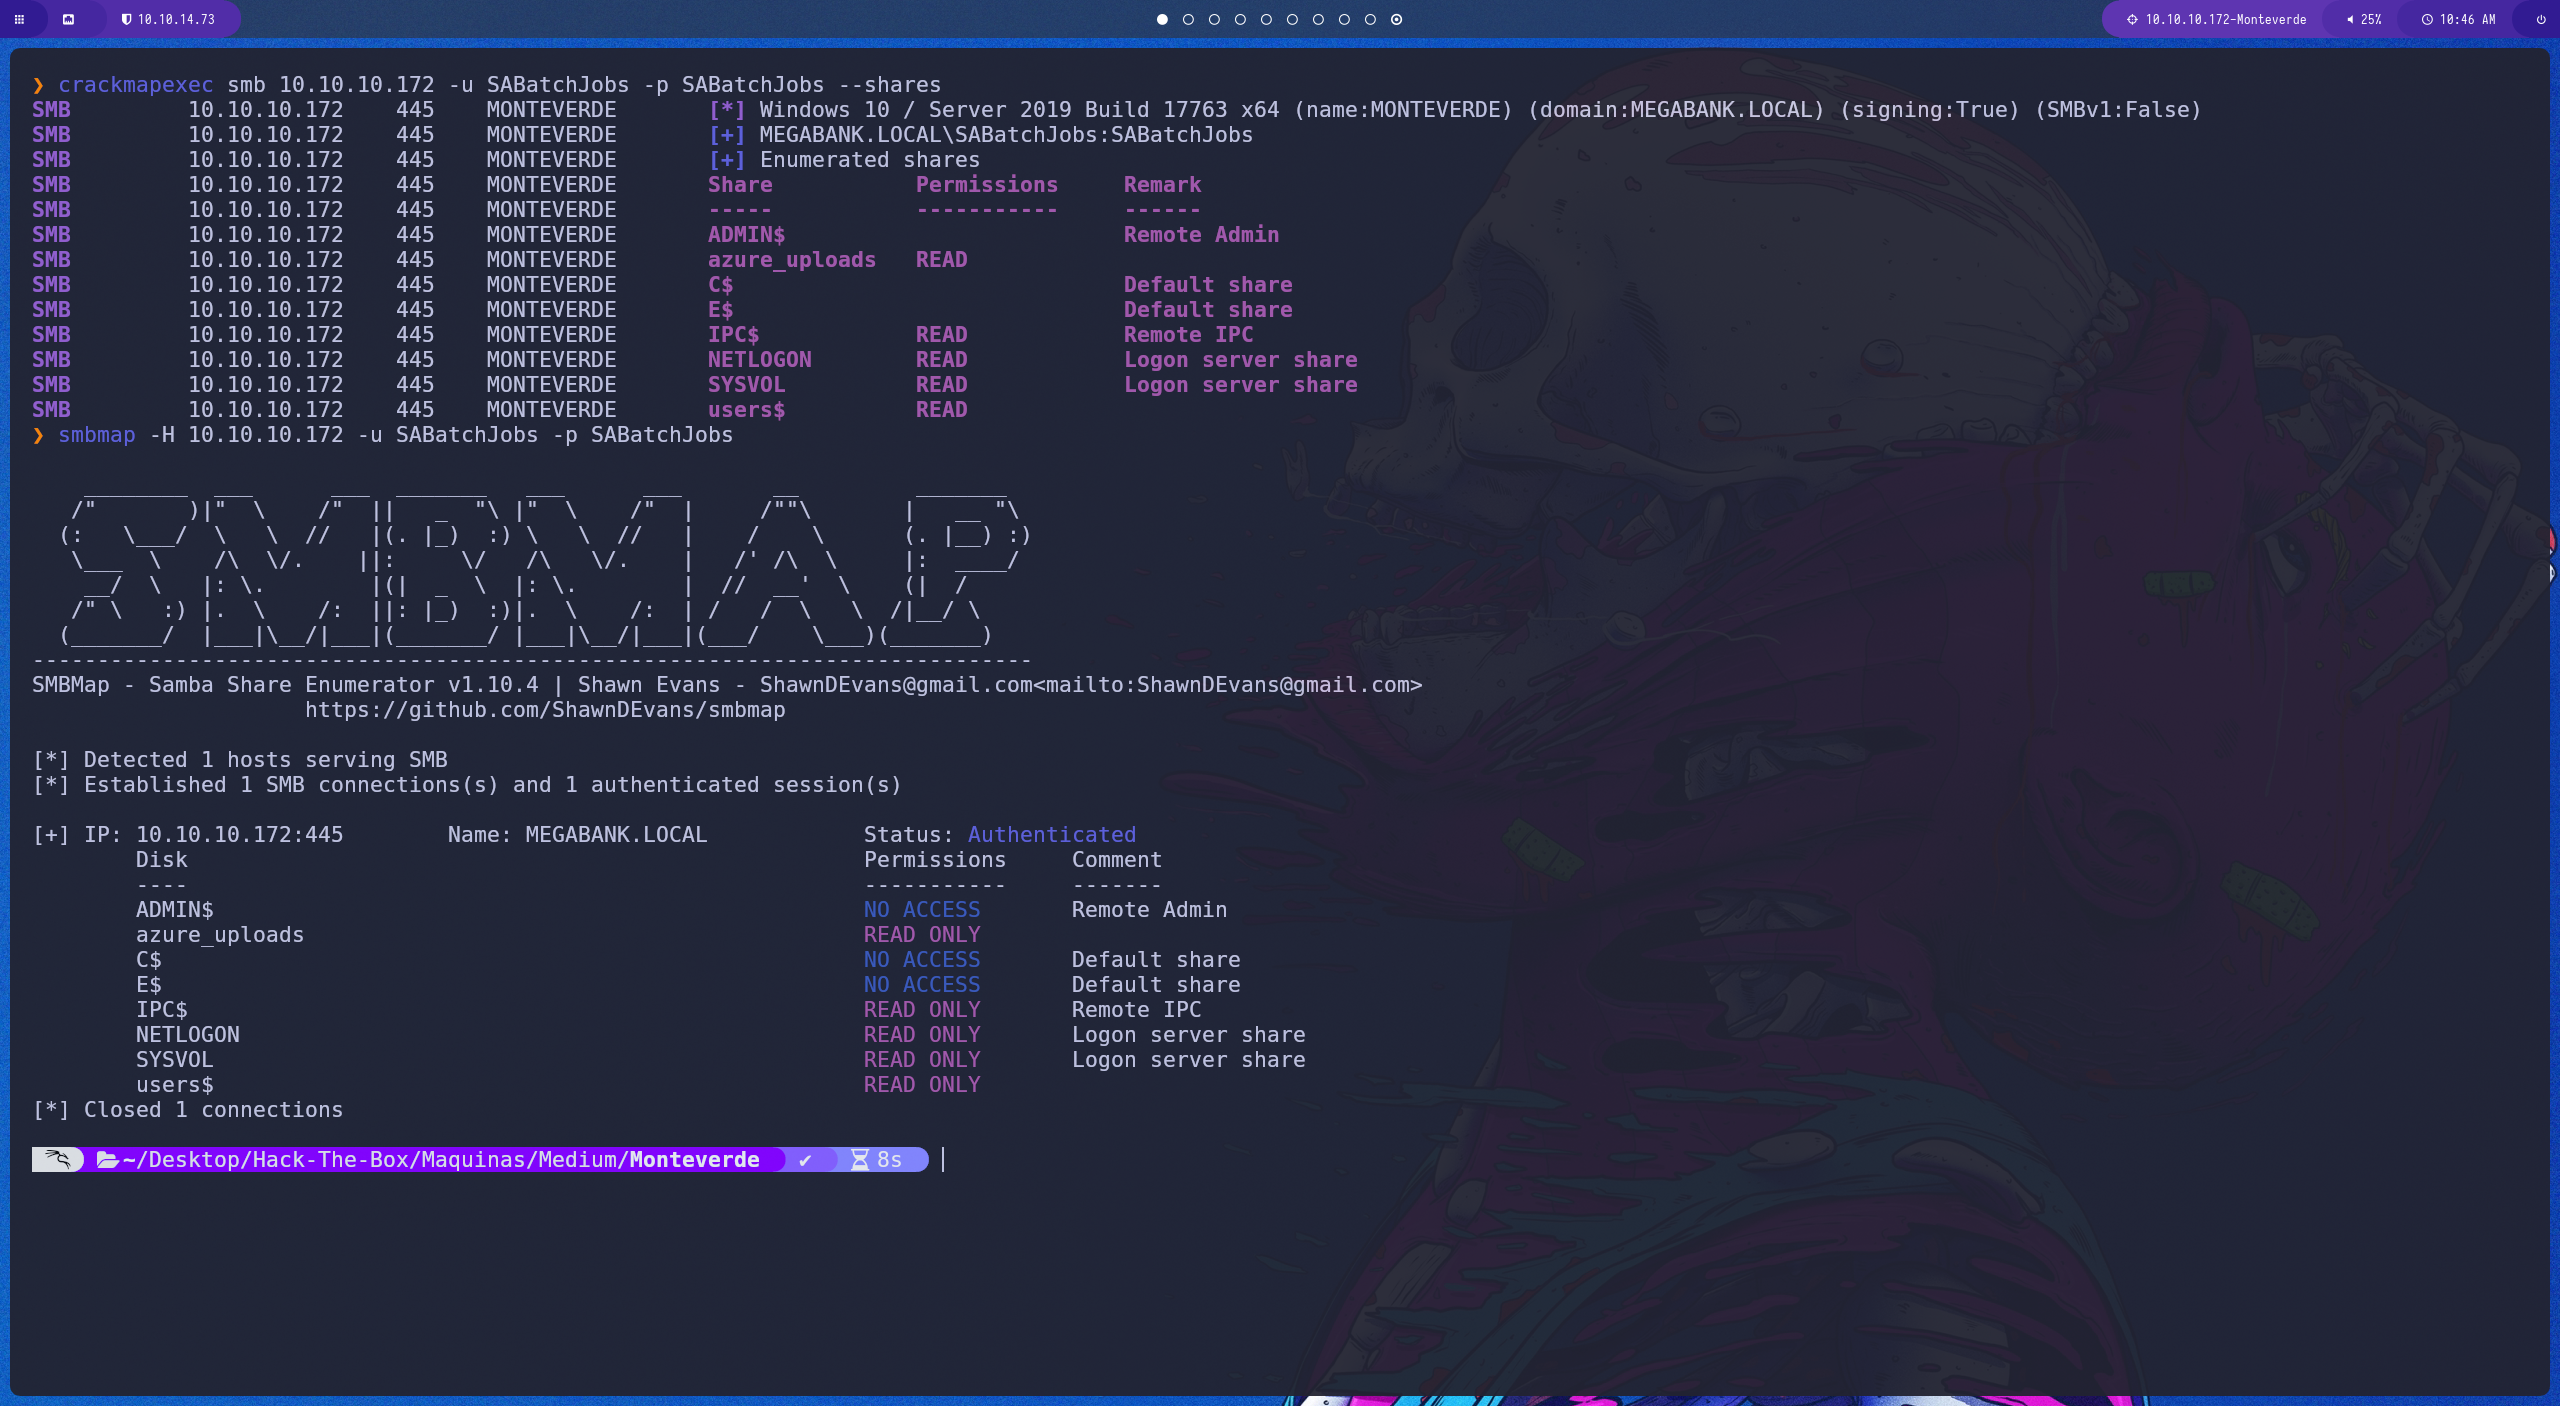 10.10.14.73
10.10.10.172-Monteverde 25% 10:46 AM
❯ crackmapexec smb 10.10.10.172 -u SABatchJobs -p SABatchJobs --shares
SMB         10.10.10.172    445    MONTEVERDE       [*] Windows 10 / Server 2019 Build 17763 x64 (name:MONTEVERDE) (domain:MEGABANK.LOCAL) (signing:True) (SMBv1:False)
SMB         10.10.10.172    445    MONTEVERDE       [+] MEGABANK.LOCAL\SABatchJobs:SABatchJobs
SMB         10.10.10.172    445    MONTEVERDE       [+] Enumerated shares
SMB         10.10.10.172    445    MONTEVERDE       Share           Permissions     Remark
SMB         10.10.10.172    445    MONTEVERDE       -----           -----------     ------
SMB         10.10.10.172    445    MONTEVERDE       ADMIN$                          Remote Admin
SMB         10.10.10.172    445    MONTEVERDE       azure_uploads   READ
SMB         10.10.10.172    445    MONTEVERDE       C$                              Default share
SMB         10.10.10.172    445    MONTEVERDE       E$                              Default share
SMB         10.10.10.172    445    MONTEVERDE       IPC$            READ            Remote IPC
SMB         10.10.10.172    445    MONTEVERDE       NETLOGON        READ            Logon server share
SMB         10.10.10.172    445    MONTEVERDE       SYSVOL          READ            Logon server share
SMB         10.10.10.172    445    MONTEVERDE       users$          READ
❯ smbmap -H 10.10.10.172 -u SABatchJobs -p SABatchJobs
SMBMAP
-----------------------------------------------------------------------------
SMBMap - Samba Share Enumerator v1.10.4 | Shawn Evans - ShawnDEvans@gmail.com<mailto:ShawnDEvans@gmail.com>
https://github.com/ShawnDEvans/smbmap
[*] Detected 1 hosts serving SMB
[*] Established 1 SMB connections(s) and 1 authenticated session(s)
[+] IP: 10.10.10.172:445        Name: MEGABANK.LOCAL            Status: Authenticated
Disk                                                    Permissions     Comment
----                                                    -----------     -------
ADMIN$                                                  NO ACCESS       Remote Admin
azure_uploads                                           READ ONLY
C$                                                      NO ACCESS       Default share
E$                                                      NO ACCESS       Default share
IPC$                                                    READ ONLY       Remote IPC
NETLOGON                                                READ ONLY       Logon server share
SYSVOL                                                  READ ONLY       Logon server share
users$                                                  READ ONLY
[*] Closed 1 connections
~/Desktop/Hack-The-Box/Maquinas/Medium/Monteverde ✔ 8s